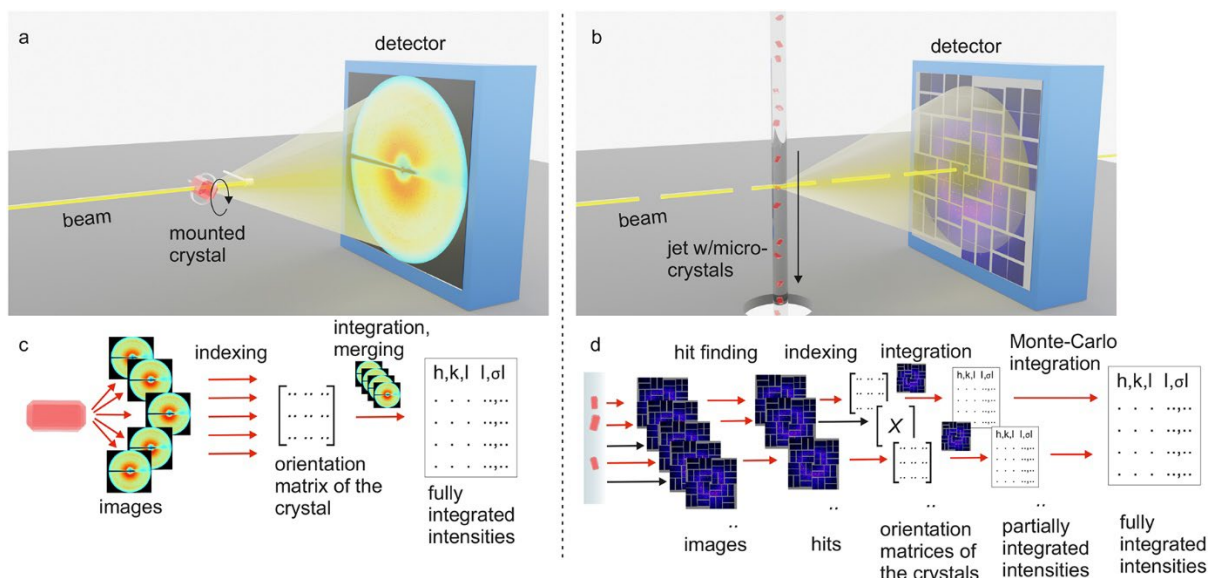 a
detector
beam
mounted
crystal
b
detector
beam
jet w/micro-
crystals
c
indexing
integration,
merging
h,k,l I,σI
images
orientation
matrix of the
crystal
fully
integrated
intensities
d
hit finding
indexing
integration
Monte-Carlo
integration
h,k,l I,σI
X
h,k,l I,σI
h,k,l I,σI
images
hits
orientation
matrices of
the crystals
partially
integrated
intensities
fully
integrated
intensities